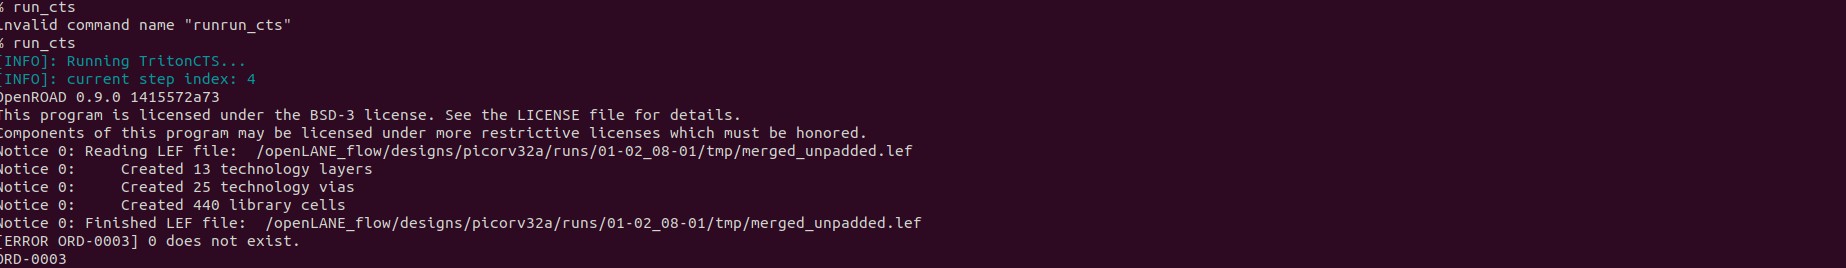 % run_cts
invalid command name "runrun_cts"
% run_cts
[INFO]: Running TritonCTS...
[INFO]: current step index: 4
OpenROAD 0.9.0 1415572a73
This program is licensed under the BSD-3 license. See the LICENSE file for details.
Components of this program may be licensed under more restrictive licenses which must be honored.
Notice 0: Reading LEF file:  /openLANE_flow/designs/picorv32a/runs/01-02_08-01/tmp/merged_unpadded.lef
Notice 0:     Created 13 technology layers
Notice 0:     Created 25 technology vias
Notice 0:     Created 440 library cells
Notice 0: Finished LEF file:  /openLANE_flow/designs/picorv32a/runs/01-02_08-01/tmp/merged_unpadded.lef
[ERROR ORD-0003] 0 does not exist.
ORD-0003